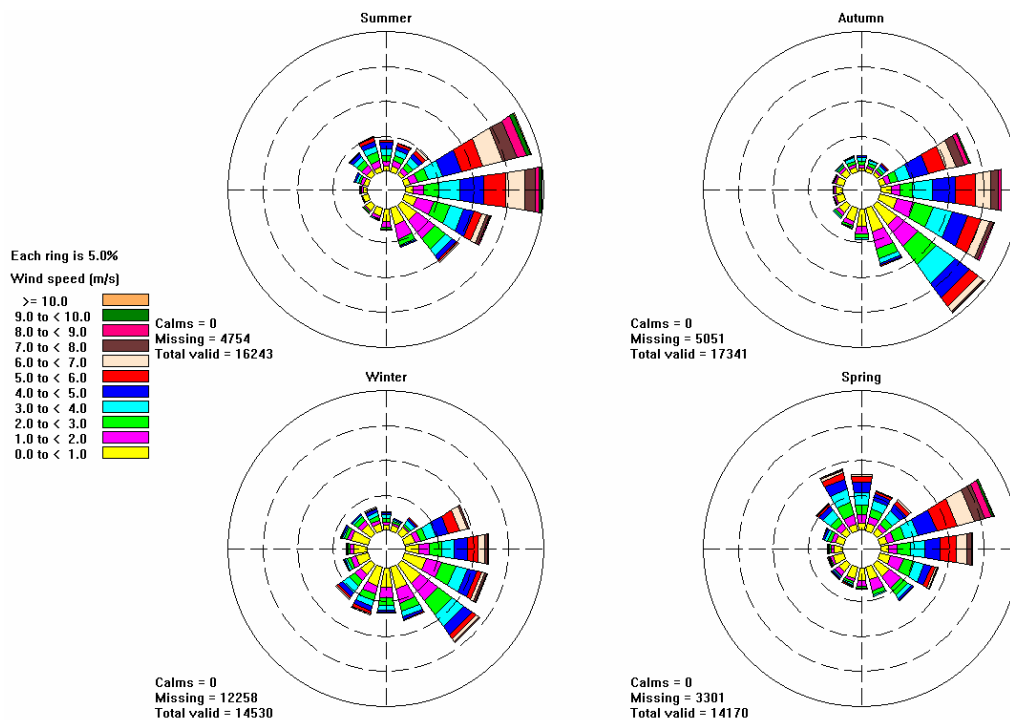 Summer
Autumn
Each ring is 5.0%
Wind speed (m/s)
>= 10.0
9.0 to < 10.0
8.0 to < 9.0
7.0 to < 8.0
6.0 to < 7.0
5.0 to < 6.0
4.0 to < 5.0
3.0 to < 4.0
2.0 to < 3.0
1.0 to < 2.0
0.0 to < 1.0
Calms = 0
Missing = 4754
Total valid = 16243
Calms = 0
Missing = 5051
Total valid = 17341
Winter
Spring
Calms = 0
Missing = 12258
Total valid = 14530
Calms = 0
Missing = 3301
Total valid = 14170